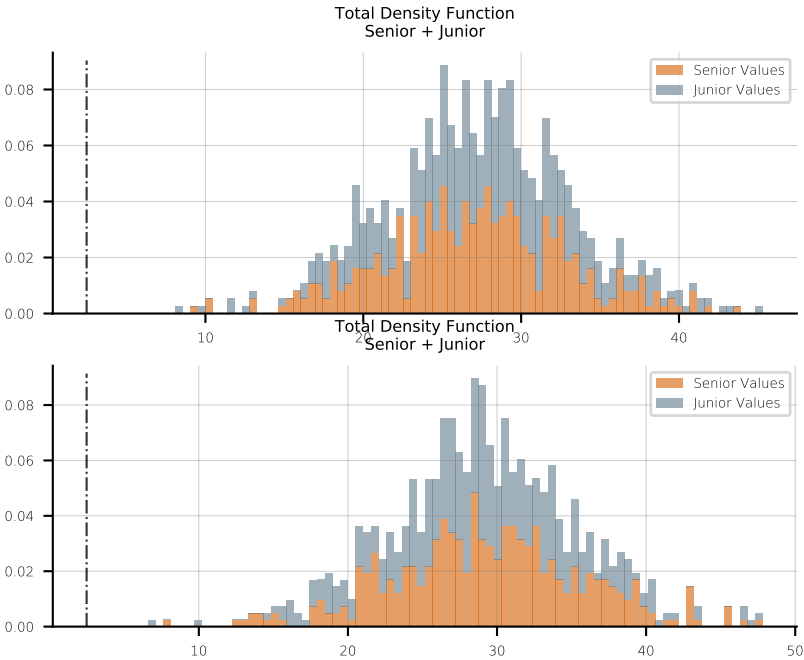 Total Density Function
Senior + Junior
Senior Values
Junior Values
0.08
0.06
0.04
0.02
0.00
10
20
30
40
Total Density Function
Senior + Junior
Senior Values
Junior Values
0.08
0.06
0.04
0.02
0.00
10
20
30
40
50